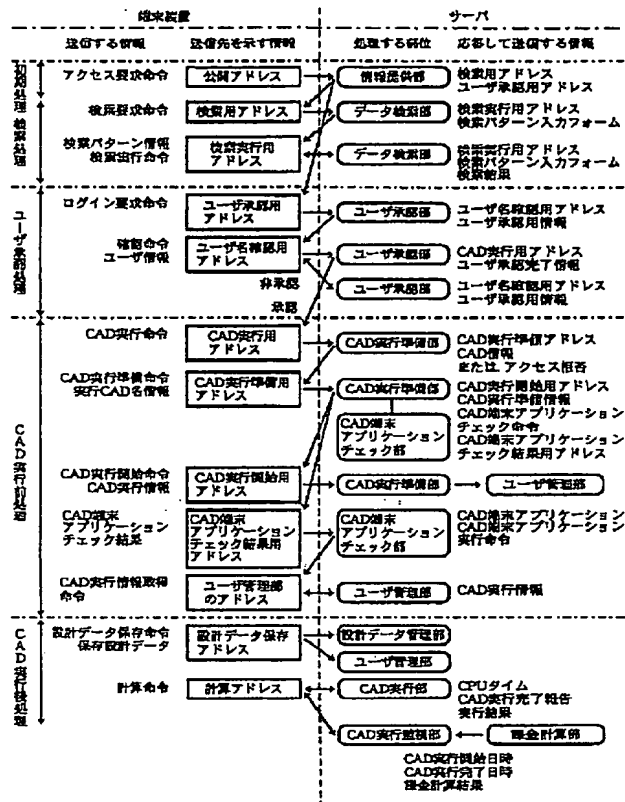 端末装置 サーバ
送信する情報 送信先を示す情報 処理する部位 応答して送信する情報
初期処理
アクセス要求命令 公開アドレス 情報提供部 検索用アドレス
ユーザ承認用アドレス
検索処理
検索要求命令 検索用アドレス データ検索部 検索実行用アドレス
検索パターン入力フォーム
検索パターン情報 検索実行用 検索実行用アドレス
検索実行命令 アドレス データ検索部 検索パターン入力フォーム
検索結果
ユーザ承認処理
ログイン要求命令 ユーザ承認用
アドレス ユーザ承認部 ユーザ名確認用アドレス
ユーザ承認用情報
確認命令 ユーザ名確認用
ユーザ情報 アドレス ユーザ承認部 CAD実行用アドレス
ユーザ承認完了情報
非承認 ユーザ承認部 ユーザ名確認用アドレス
承認 ユーザ承認用情報
CAD実行前処理
CAD実行命令 CAD実行用
アドレス CAD実行準備部 CAD実行準備アドレス
CAD情報
または アクセス拒否
CAD実行準備命令 CAD実行準備用
実行CAD名情報 アドレス CAD実行準備部 CAD実行開始用アドレス
CAD実行準備情報
CAD端末 CAD端末アプリケーション
アプリケーション チェック命令
チェック部 CAD端末アプリケーション
チェック結果用アドレス
CAD実行開始命令 CAD実行開始用
CAD実行情報 アドレス CAD実行準備部 ユーザ管理部
CAD端末 CAD端末 CAD端末 CAD端末アプリケーション
アプリケーション アプリケーション アプリケーション CAD端末アプリケーション
チェック結果 チェック結果用 チェック部 実行命令
アドレス
CAD実行情報取得 ユーザ管理部
命令 のアドレス ユーザ管理部 CAD実行情報
CAD実行後処理
設計データ保存命令 設計データ保存 設計データ管理部
保存設計データ アドレス
ユーザ管理部
計算命令 計算アドレス CAD実行部 CPUタイム
CAD実行完了報告
実行結果
CAD実行監視部 課金計算部
CAD実行開始日時
CAD実行完了日時
課金計算結果